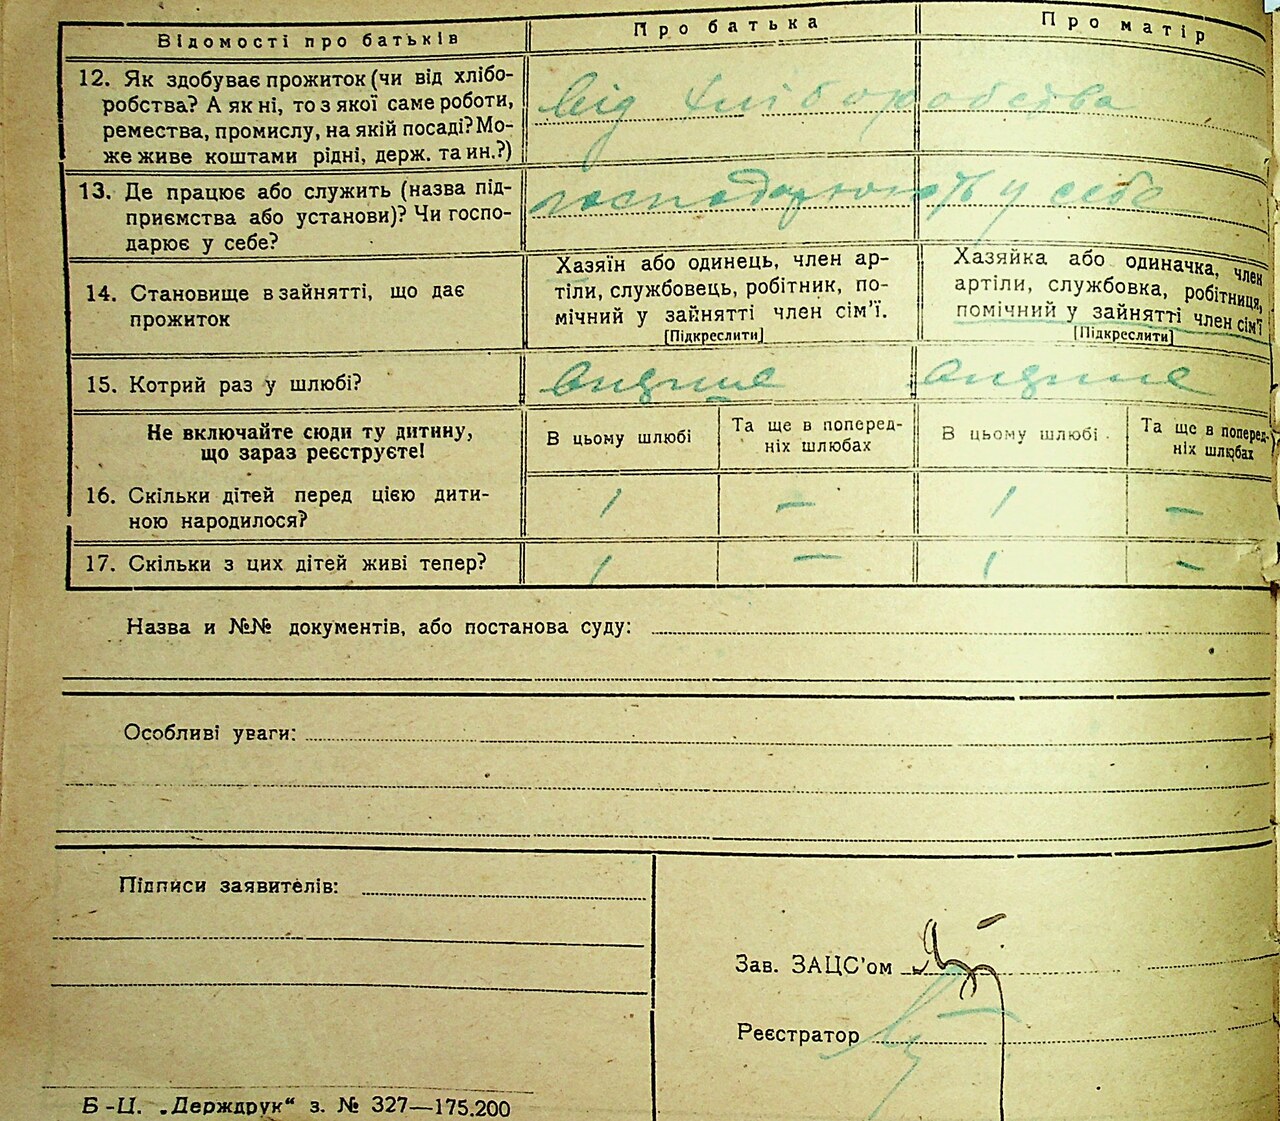 Відомості про батьків
Про батька
Про матір
12. Як здобуває прожиток (чи від хлібо-
робства? А як ні, то з якої саме роботи,
ремества, промислу, на якій посаді? Мо-
же живе коштами рідні, держ. та ин.?)
від хліборобства
13. Де працює або служить (назва під-
приємства або установи)? Чи госпо-
дарює у себе?
господарюють у себе
14. Становище в зайнятті, що дає
прожиток
Хазяїн або одинець, член ар-
тіли, службовець, робітник, по-
мічний у зайнятті член сім'ї.
[Підкреслити]
Хазяйка або одиначка, член
артіли, службовка, робітниця,
помічний у зайнятті член сім'ї
[Підкреслити]
15. Котрий раз у шлюбі?
Не включайте сюди ту дитину,
що зараз реєструєте!
В цьому шлюбі
Та ще в поперед-
ніх шлюбах
В цьому шлюбі
Та ще в поперед-
ніх шлюбах
16. Скільки дітей перед цією дити-
ною народилося?
1 — 1 —
17. Скільки з цих дітей живі тепер?
1 — 1 —
Назва и №№ документів, або постанова суду:
Особливі уваги:
Підписи заявителів:
Зав. ЗАЦС'ом
Реєстратор
Б-Ц. „Держдрук“ з. № 327—175.200